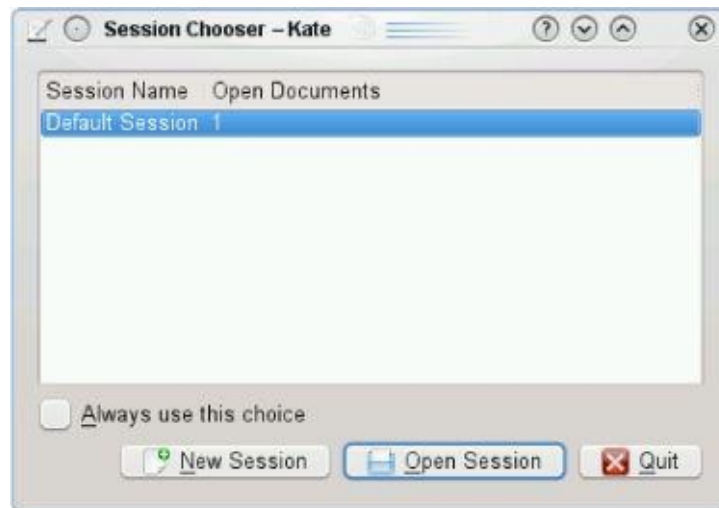 Session Chooser – Kate
Session Name Open Documents
Default Session 1
Always use this choice
New Session Open Session Quit